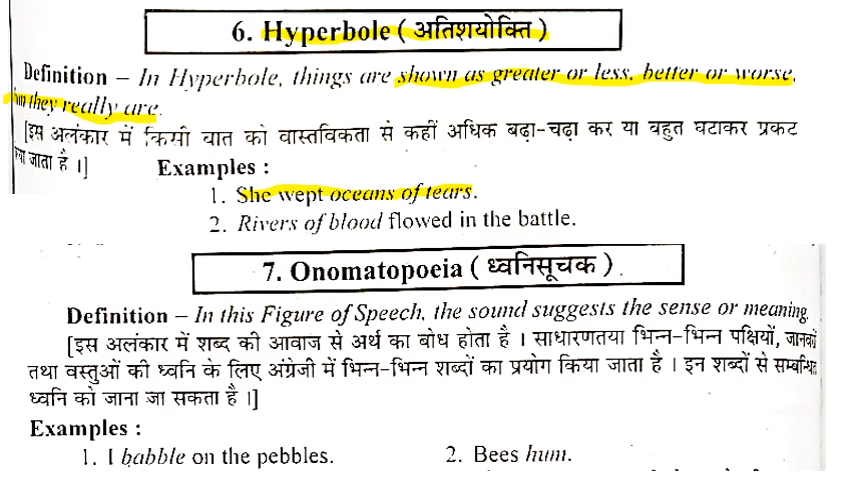 6. Hyperbole ( अतिशयोक्ति )
Definition – In Hyperbole, things are shown as greater or less, better or worse,
they really are.
[इस अलंकार में किसी बात को वास्तविकता से कहीं अधिक बढ़ा-चढ़ा कर या बहुत घटाकर प्रकट
जाता है ।]
Examples :
1. She wept oceans of tears.
2. Rivers of blood flowed in the battle.
7. Onomatopoeia ( ध्वनिसूचक )
Definition – In this Figure of Speech, the sound suggests the sense or meaning.
[इस अलंकार में शब्द की आवाज से अर्थ का बोध होता है । साधारणतया भिन्न-भिन्न पक्षियों, जानवरों
तथा वस्तुओं की ध्वनि के लिए अंग्रेजी में भिन्न-भिन्न शब्दों का प्रयोग किया जाता है । इन शब्दों से सम्बन्धित
ध्वनि को जाना जा सकता है ।]
Examples :
1. I babble on the pebbles. 2. Bees hum.